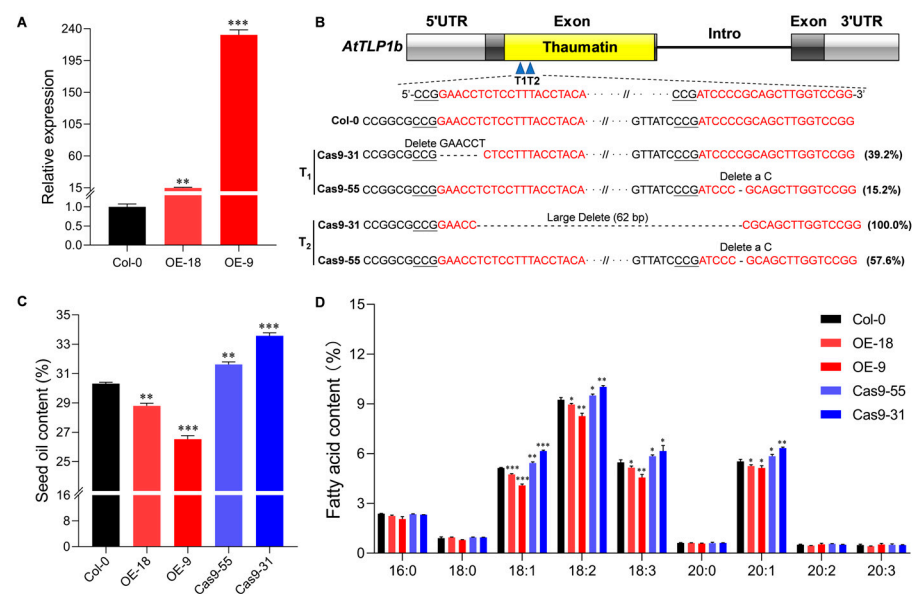 A
Relative expression
240
195
150
105
60
15
1.0
0.5
0.0
***
**
Col-0
OE-18
OE-9
B
5'UTR Exon Intro Exon 3'UTR
AtTLP1b Thaumatin
T1T2
5'-CCGGAACCTCTCCTTTACCTACA······//······CCGATCCCCGCAGCTTGGTCCGG-3'
Col-0 CCGGCGCCGGAACCTCTCCTTTACCTACA···//····GTTATCCCGATCCCCGCAGCTTGGTCCGG
Delete GAACCT
T1
Cas9-31 CCGGCGCCG------CTCCTTTACCTACA···//····GTTATCCCGATCCCCGCAGCTTGGTCCGG (39.2%)
Delete a C
Cas9-55 CCGGCGCCGGAACCTCTCCTTTACCTACA···//····GTTATCCCGATCCC-GCAGCTTGGTCCGG (15.2%)
Large Delete (62 bp)
T2
Cas9-31 CCGGCGCCGGAACC------CGCAGCTTGGTCCGG (100.0%)
Delete a C
Cas9-55 CCGGCGCCGGAACCTCTCCTTTACCTACA···//····GTTATCCCGATCCC-GCAGCTTGGTCCGG (57.6%)
C
Seed oil content (%)
35
33
31
29
27
25
16
8
0
**
***
**
***
Col-0
OE-18
OE-9
Cas9-55
Cas9-31
D
Fatty acid content (%)
15
12
9
6
3
0
Col-0
OE-18
OE-9
Cas9-55
Cas9-31
*** *** ** ***
* ** * **
* ** * *
* * * **
16:0 18:0 18:1 18:2 18:3 20:0 20:1 20:2 20:3